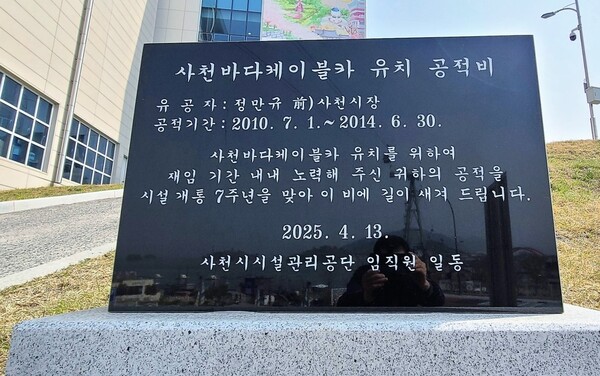 사천바다케이블카 유치 공적비
유 공 자 : 정만규 前) 사천시장
공적기간 : 2010. 7. 1.~ 2014. 6. 30.
사천바다케이블카 유치를 위하여
재임 기간 내내 노력해 주신 귀하의 공적을
시설 개통 7주년을 맞아 이 비에 길이 새겨 드립니다.
2025. 4. 13.
사천시시설관리공단 임직원 일동